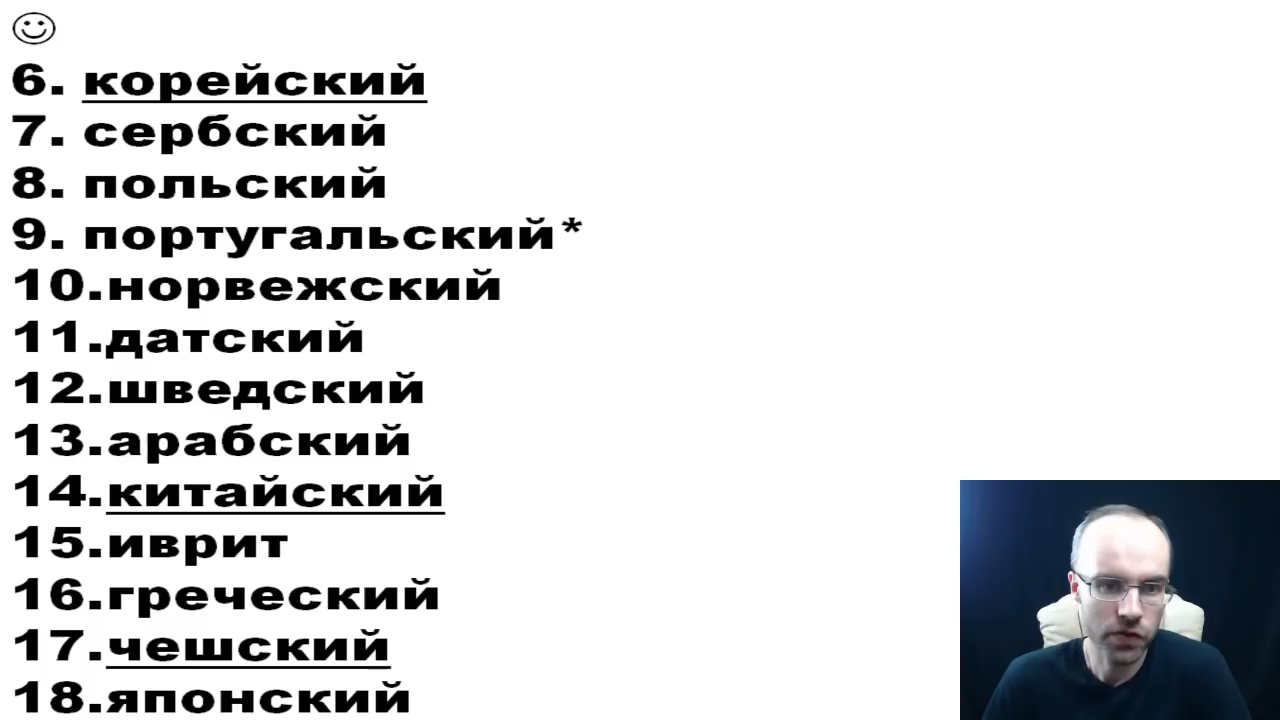 ☺
6. корейский
7. сербский
8. польский
9. португальский*
10.норвежский
11.датский
12.шведский
13.арабский
14.китайский
15.иврит
16.греческий
17.чешский
18.японский